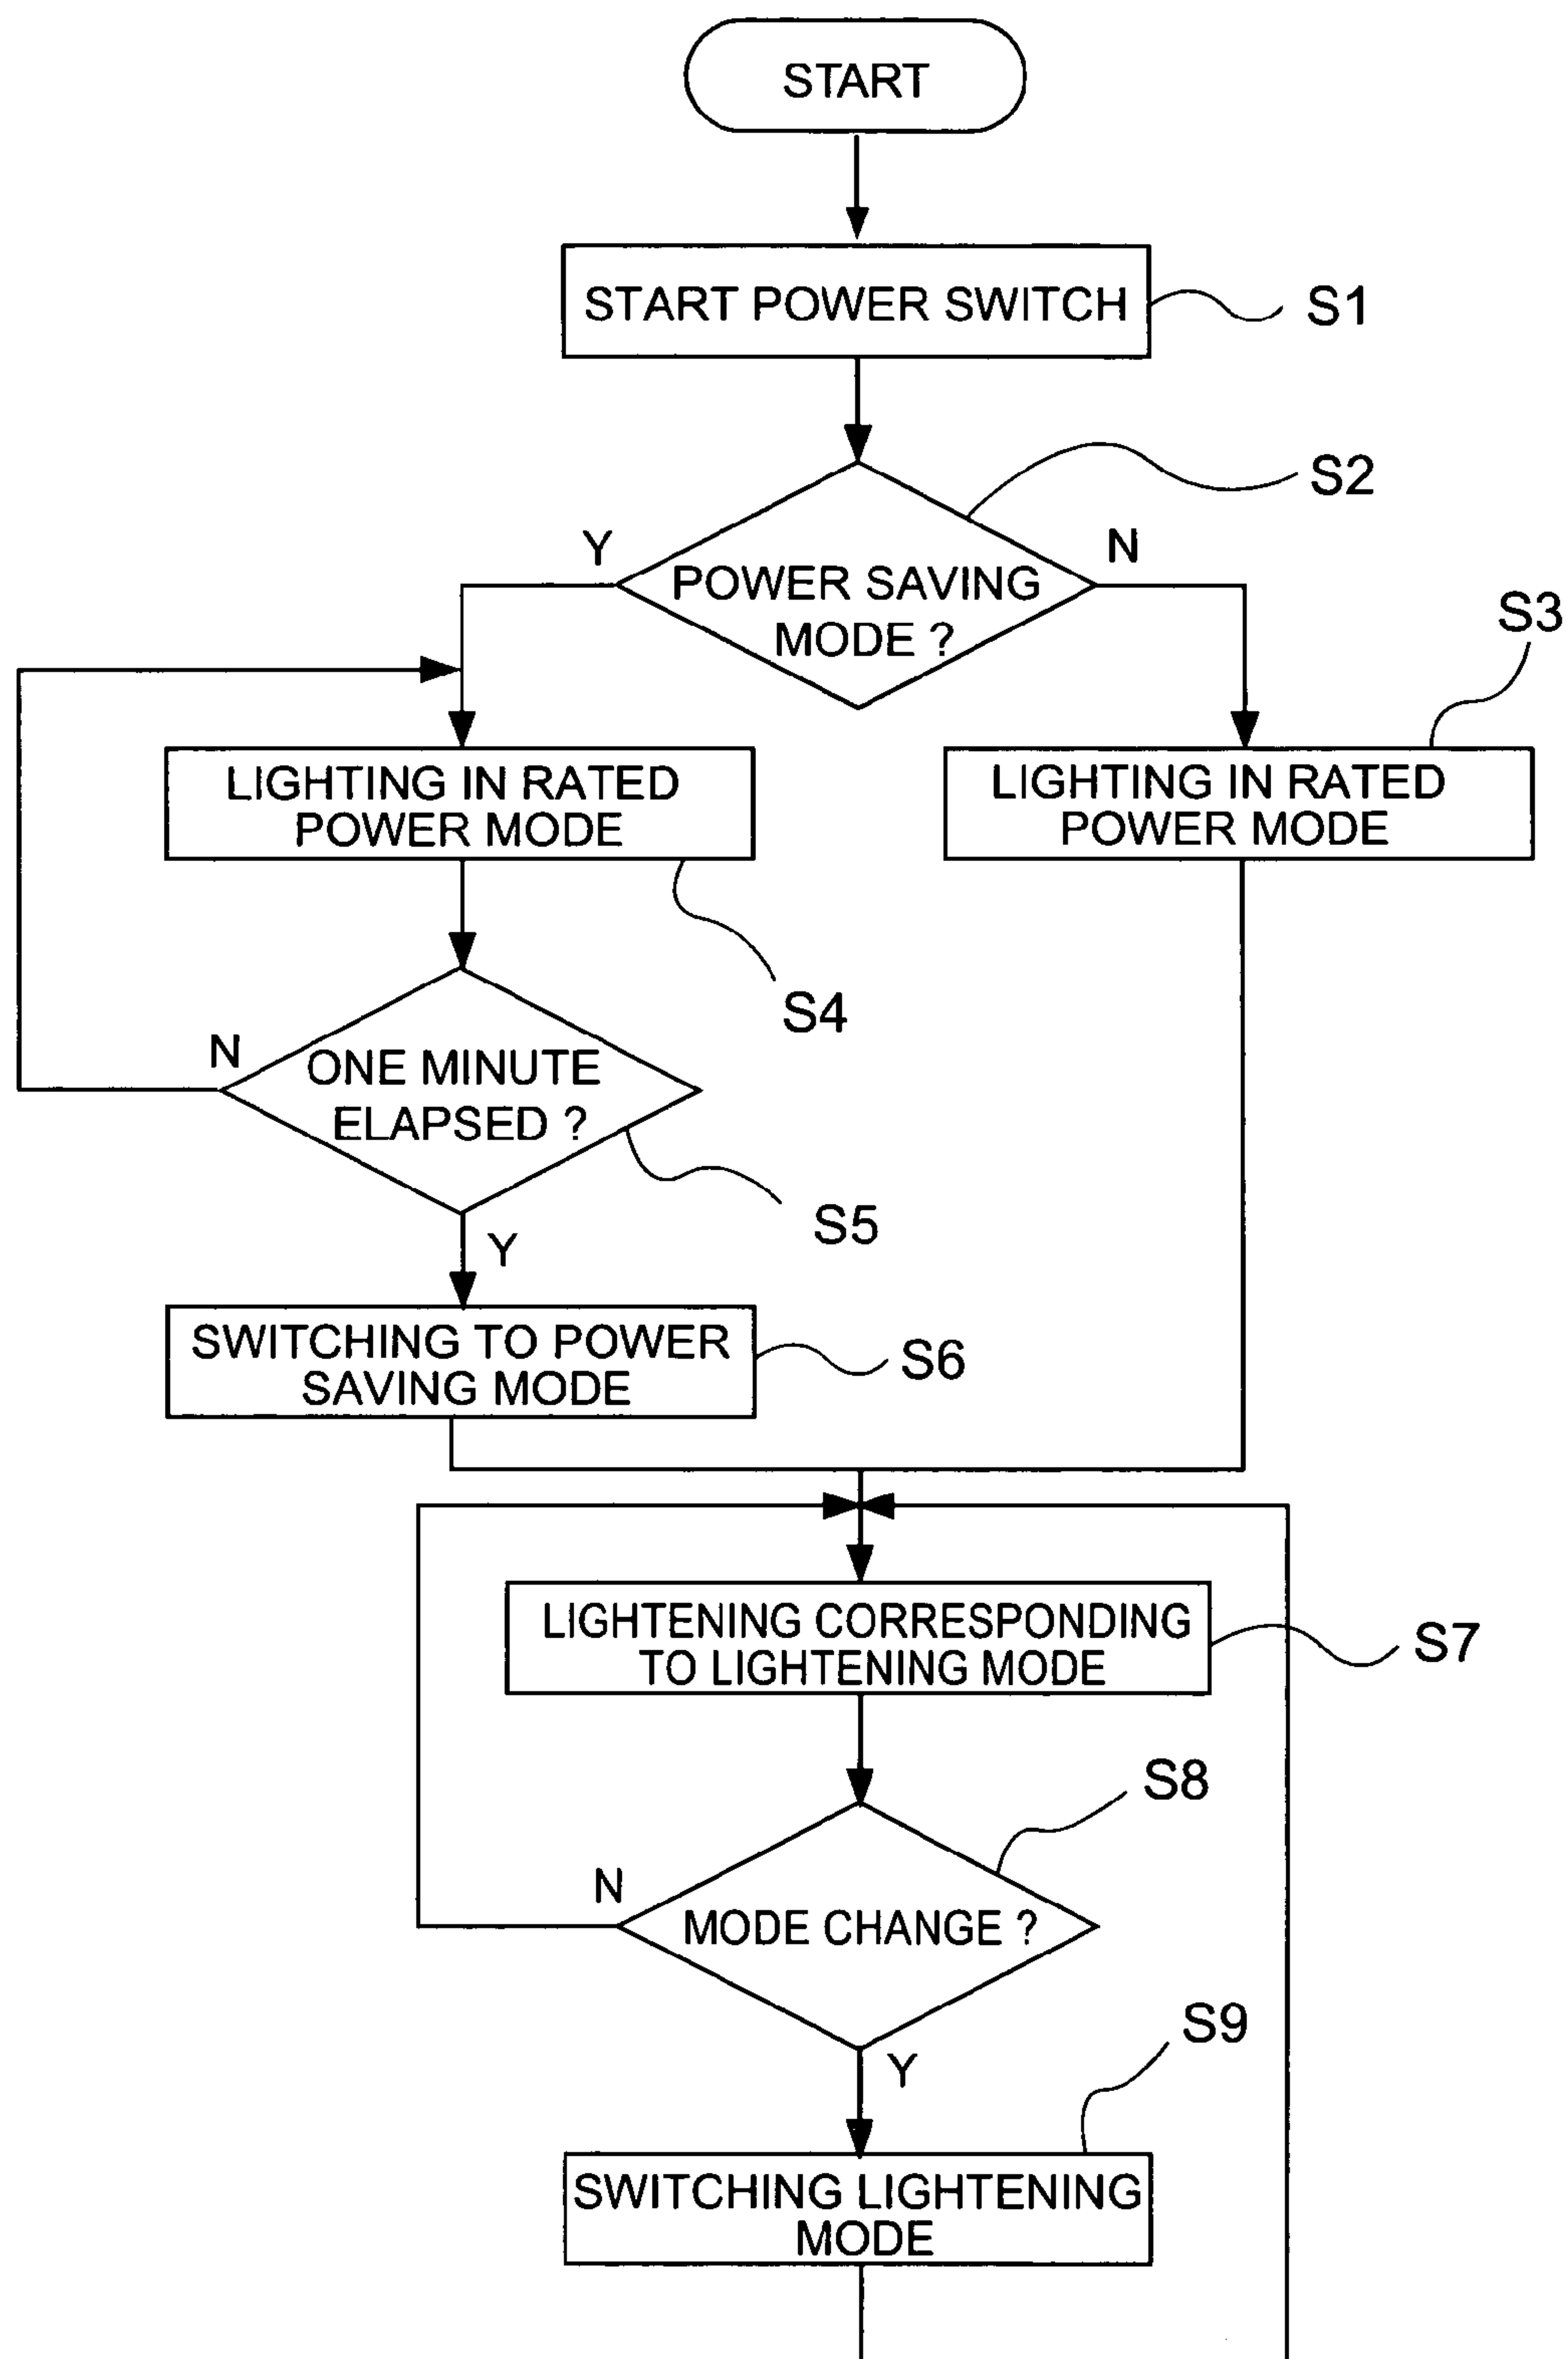 START
START POWER SWITCH
S1
S2
Y
N
POWER SAVING
MODE ?
S3
LIGHTING IN RATED
POWER MODE
LIGHTING IN RATED
POWER MODE
S4
N
ONE MINUTE
ELAPSED ?
S5
Y
SWITCHING TO POWER
SAVING MODE
S6
LIGHTENING CORRESPONDING
TO LIGHTENING MODE
S7
S8
N
MODE CHANGE ?
S9
Y
SWITCHING LIGHTENING
MODE